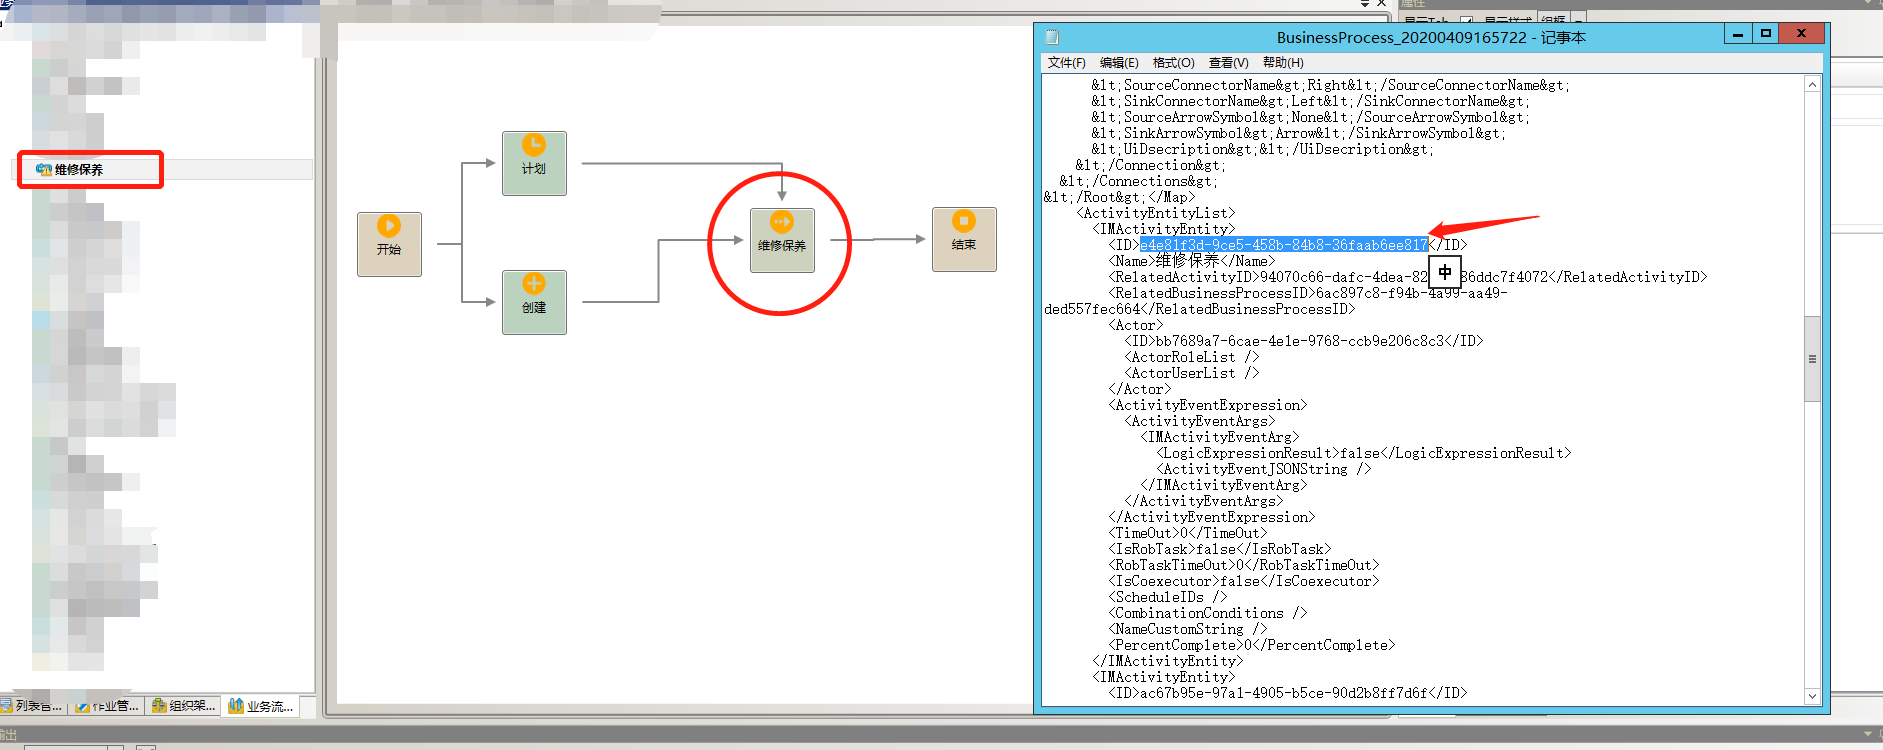 属性
BusinessProcess_20200409165722 - 记事本
文件(F) 编辑(E) 格式(O) 查看(V) 帮助(H)
维修保养
开始
计划
创建
维修保养
结束
&lt;SourceConnectorName&gt;Right&lt;/SourceConnectorName&gt;
&lt;SinkConnectorName&gt;Left&lt;/SinkConnectorName&gt;
&lt;SourceArrowSymbol&gt;None&lt;/SourceArrowSymbol&gt;
&lt;SinkArrowSymbol&gt;Arrow&lt;/SinkArrowSymbol&gt;
&lt;UiDsecription&gt;&lt;/UiDsecription&gt;
&lt;/Connection&gt;
&lt;/Connections&gt;
&lt;/Root&gt;</Map>
<ActivityEntityList>
<IMActivityEntity>
<ID>e4e81f3d-9ce5-458b-84b8-36faab6ee817</ID>
<Name>维修保养</Name>
中
<RelatedActivityID>94070c66-dafc-4dea-82 86ddc7f4072</RelatedActivityID>
<RelatedBusinessProcessID>6ac897c8-f94b-4a99-aa49-
ded557fec664</RelatedBusinessProcessID>
<Actor>
<ID>bb7689a7-6cae-4e1e-9768-ccb9e206c8c3</ID>
<ActorRoleList />
<ActorUserList />
</Actor>
<ActivityEventExpression>
<ActivityEventArgs>
<IMActivityEventArg>
<LogicExpressionResult>false</LogicExpressionResult>
<ActivityEventJSONString />
</IMActivityEventArg>
</ActivityEventArgs>
</ActivityEventExpression>
<TimeOut>0</TimeOut>
<IsRobTask>false</IsRobTask>
<RobTaskTimeOut>0</RobTaskTimeOut>
<IsCoexecutor>false</IsCoexecutor>
<ScheduleIDs />
<CombinationConditions />
<NameCustomString />
<PercentComplete>0</PercentComplete>
</IMActivityEntity>
<IMActivityEntity>
<ID>ac67b95e-97a1-4905-b5ce-90d2b8ff7d6f</ID>
列表管... 作业管... 组织架... 业务流...
输出